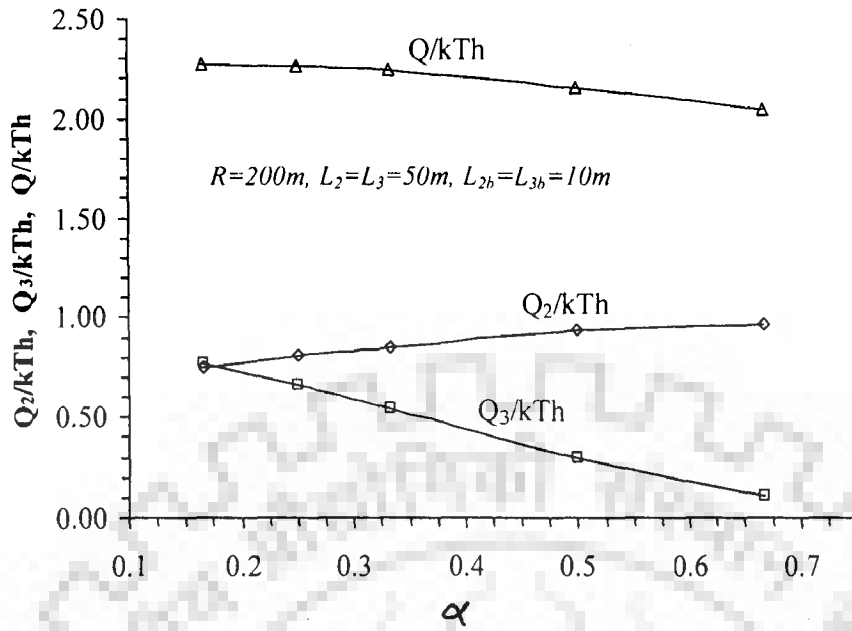 2.50
Q/kTh
2.00
R=200m, L2=L3=50m, L2b=L3b=10m
1.50
Q2/kTh, Q3/kTh, Q/kTh
1.00
Q2/kTh
0.50
Q3/kTh
0.00
0.1 0.2 0.3 0.4 0.5 0.6 0.7
α